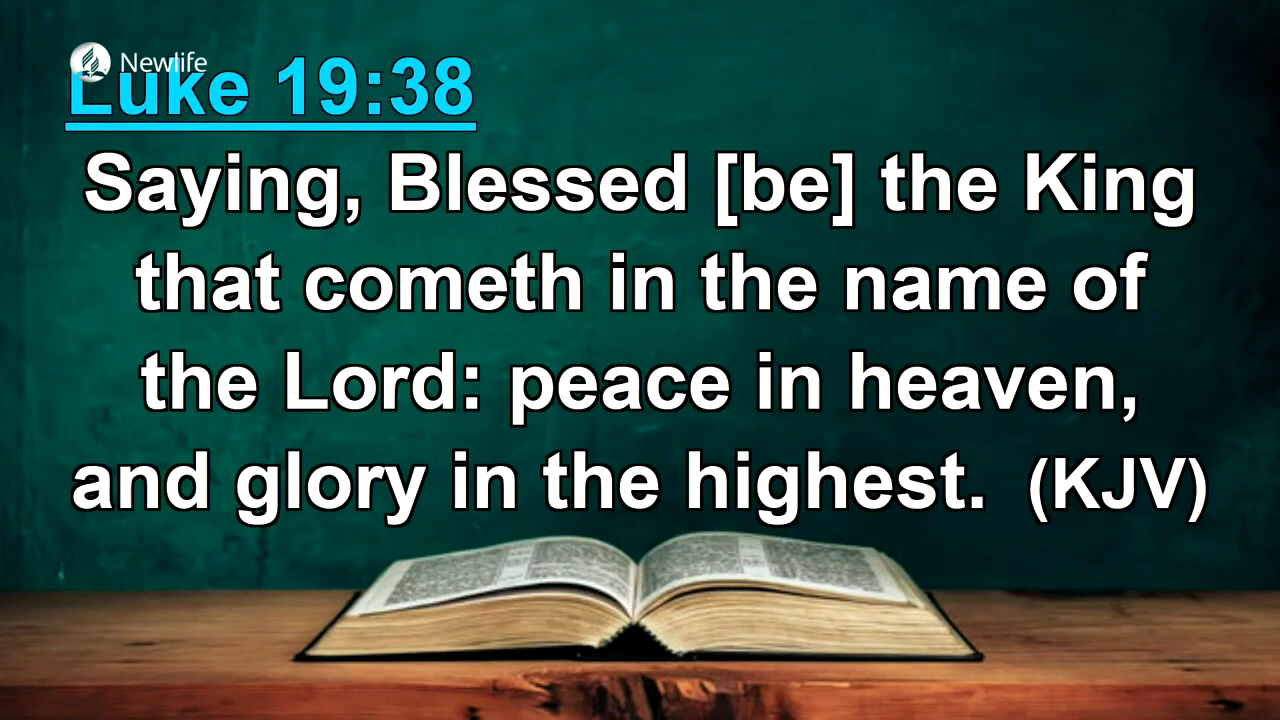 Newlife
Luke 19:38
Saying, Blessed [be] the King
that cometh in the name of
the Lord: peace in heaven,
and glory in the highest. (KJV)